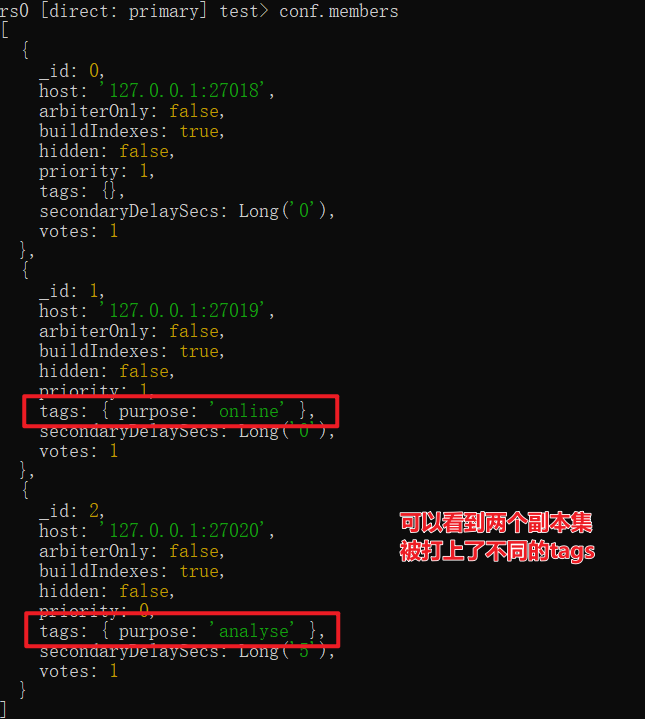 rs0 [direct: primary] test> conf.members
[
  {
    _id: 0,
    host: '127.0.0.1:27018',
    arbiterOnly: false,
    buildIndexes: true,
    hidden: false,
    priority: 1,
    tags: {},
    secondaryDelaySecs: Long('0'),
    votes: 1
  },
  {
    _id: 1,
    host: '127.0.0.1:27019',
    arbiterOnly: false,
    buildIndexes: true,
    hidden: false,
    priority: 1,
    tags: { purpose: 'online' },
    secondaryDelaySecs: Long('0'),
    votes: 1
  },
  {
    _id: 2,
    host: '127.0.0.1:27020',
    arbiterOnly: false,
    buildIndexes: true,
    hidden: false,
    priority: 0,
    tags: { purpose: 'analyse' },
    secondaryDelaySecs: Long('5'),
    votes: 1
  }
]
可以看到两个副本集
被打上了不同的tags